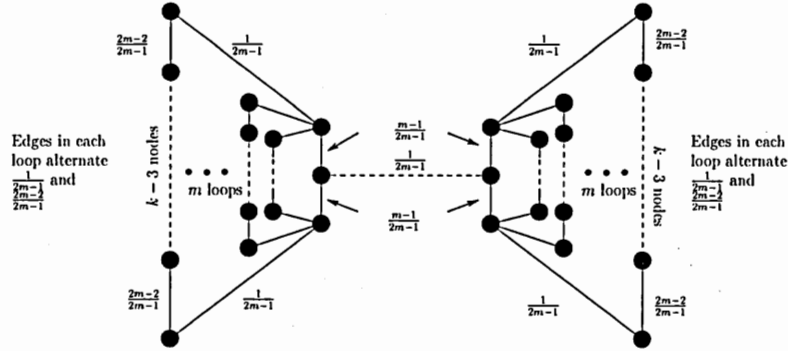 2m−2
2m−1
1
2m−1
1
2m−1
2m−2
2m−1
m−1
2m−1
1
2m−1
m−1
2m−1
Edges in each
loop alternate
1
2m−1 and
2m−2
2m−1
k − 3 nodes
m loops
m loops
k − 3 nodes
Edges in each
loop alternate
1
2m−1 and
2m−2
2m−1
2m−2
2m−1
1
2m−1
1
2m−1
2m−2
2m−1